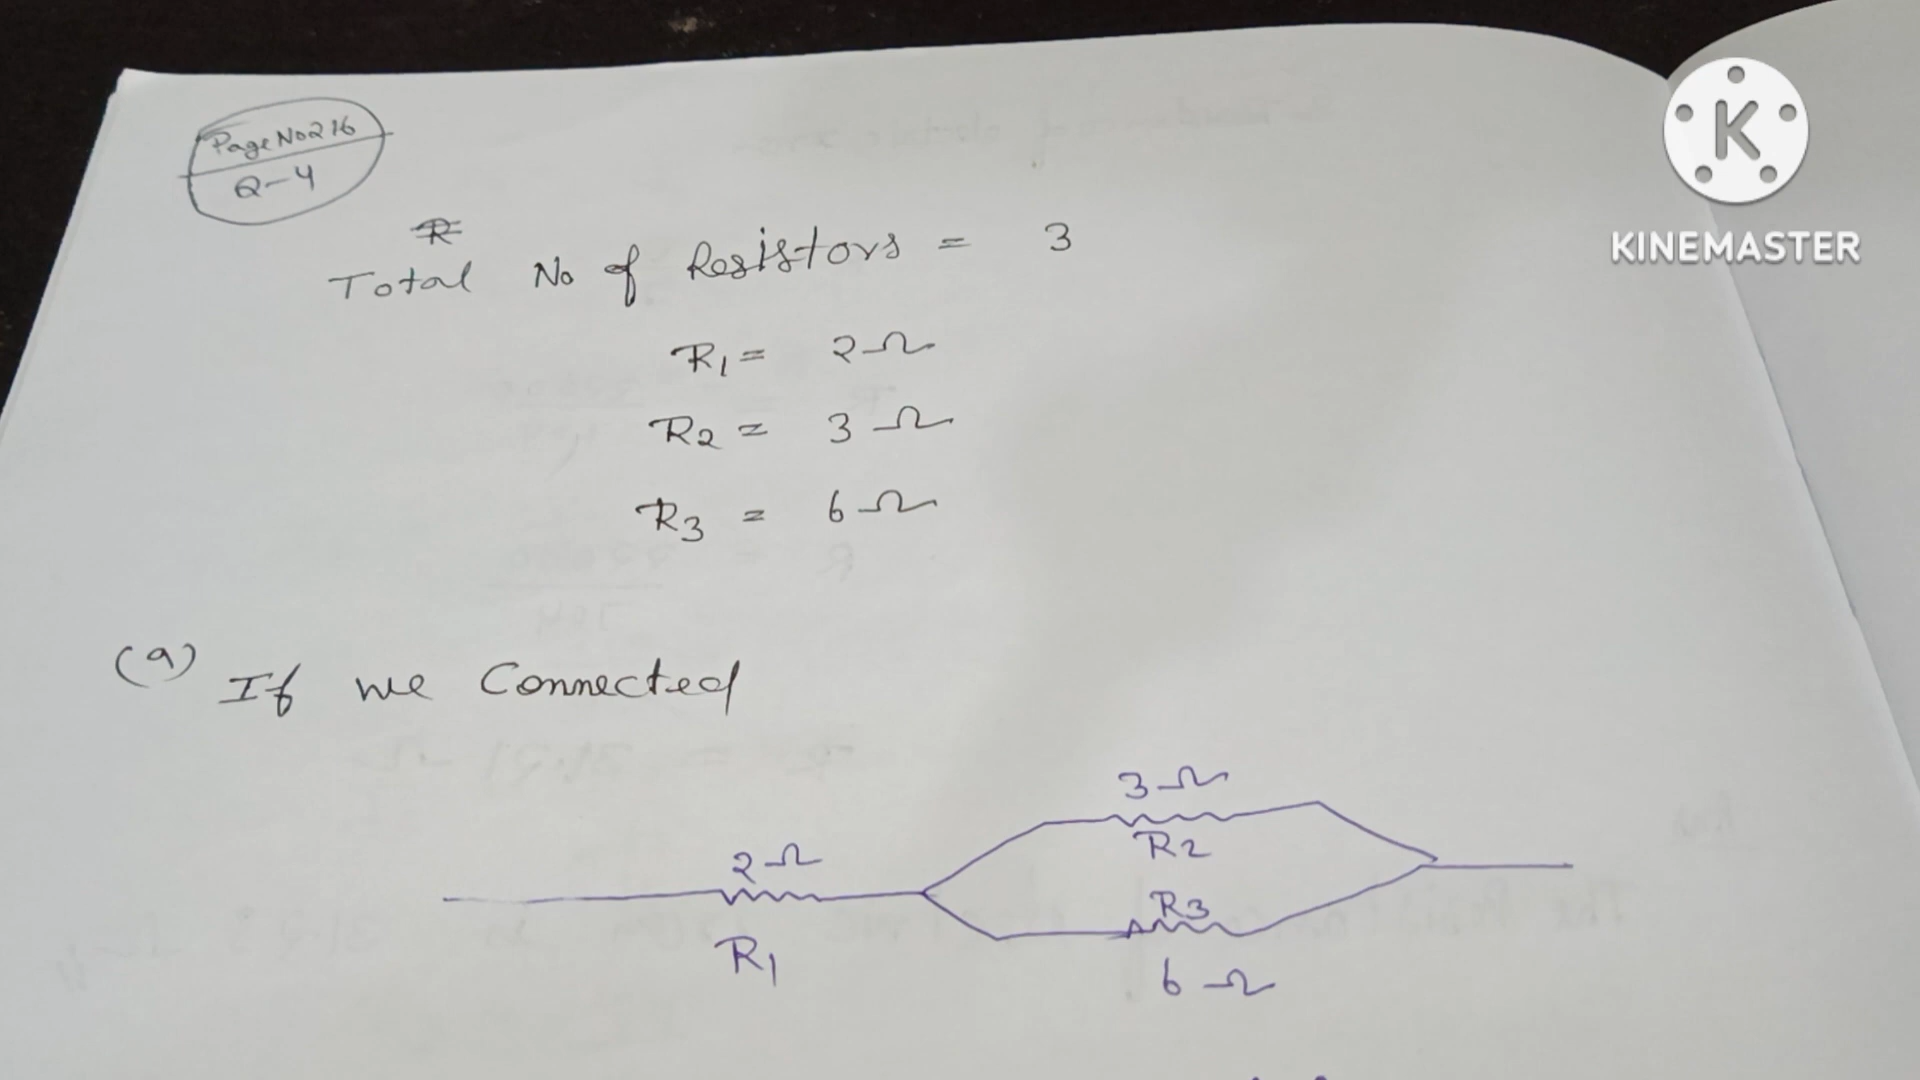 Page No 216
Q-4
R
Total No of Resistors = 3
R1 = 2Ω
R2 = 3Ω
R3 = 6Ω
(a) If we Connected
3Ω
R2
2Ω
R1
R3
6Ω
K
KINEMASTER